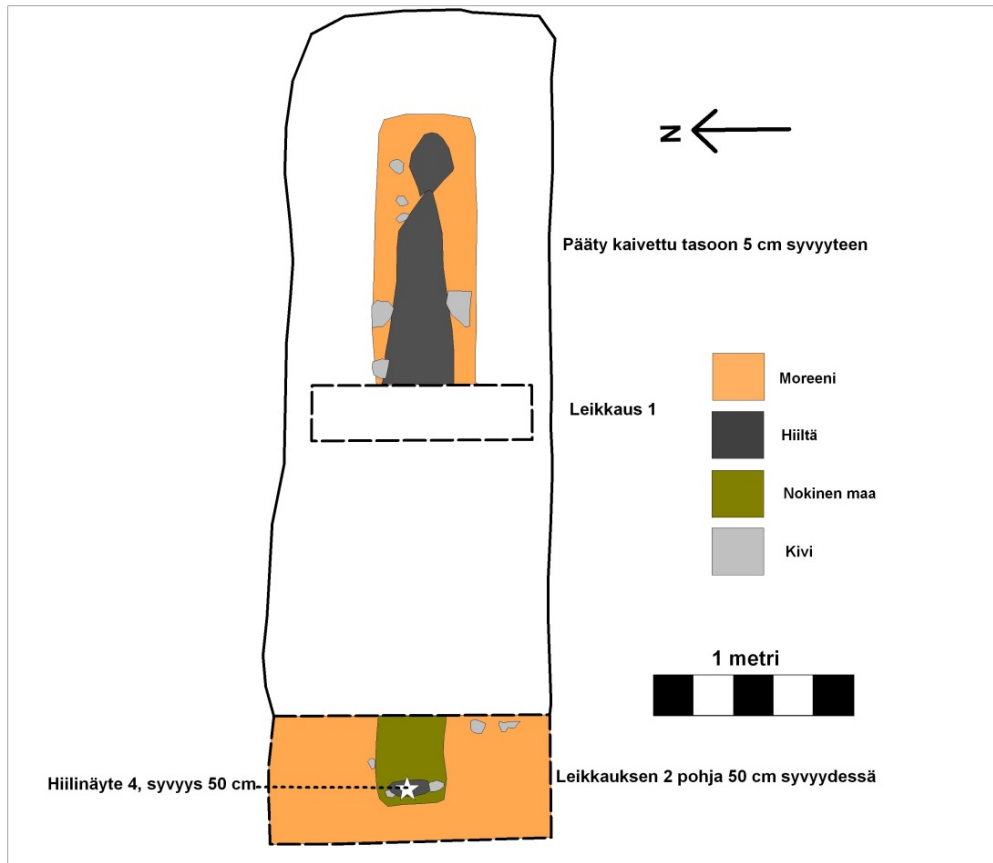 N
Pääty kaivettu tasoon 5 cm syvyyteen
Moreeni
Leikkaus 1
Hiiltä
Nokinen maa
Kivi
1 metri
Hiilinäyte 4, syvyys 50 cm
Leikkauksen 2 pohja 50 cm syvyydessä